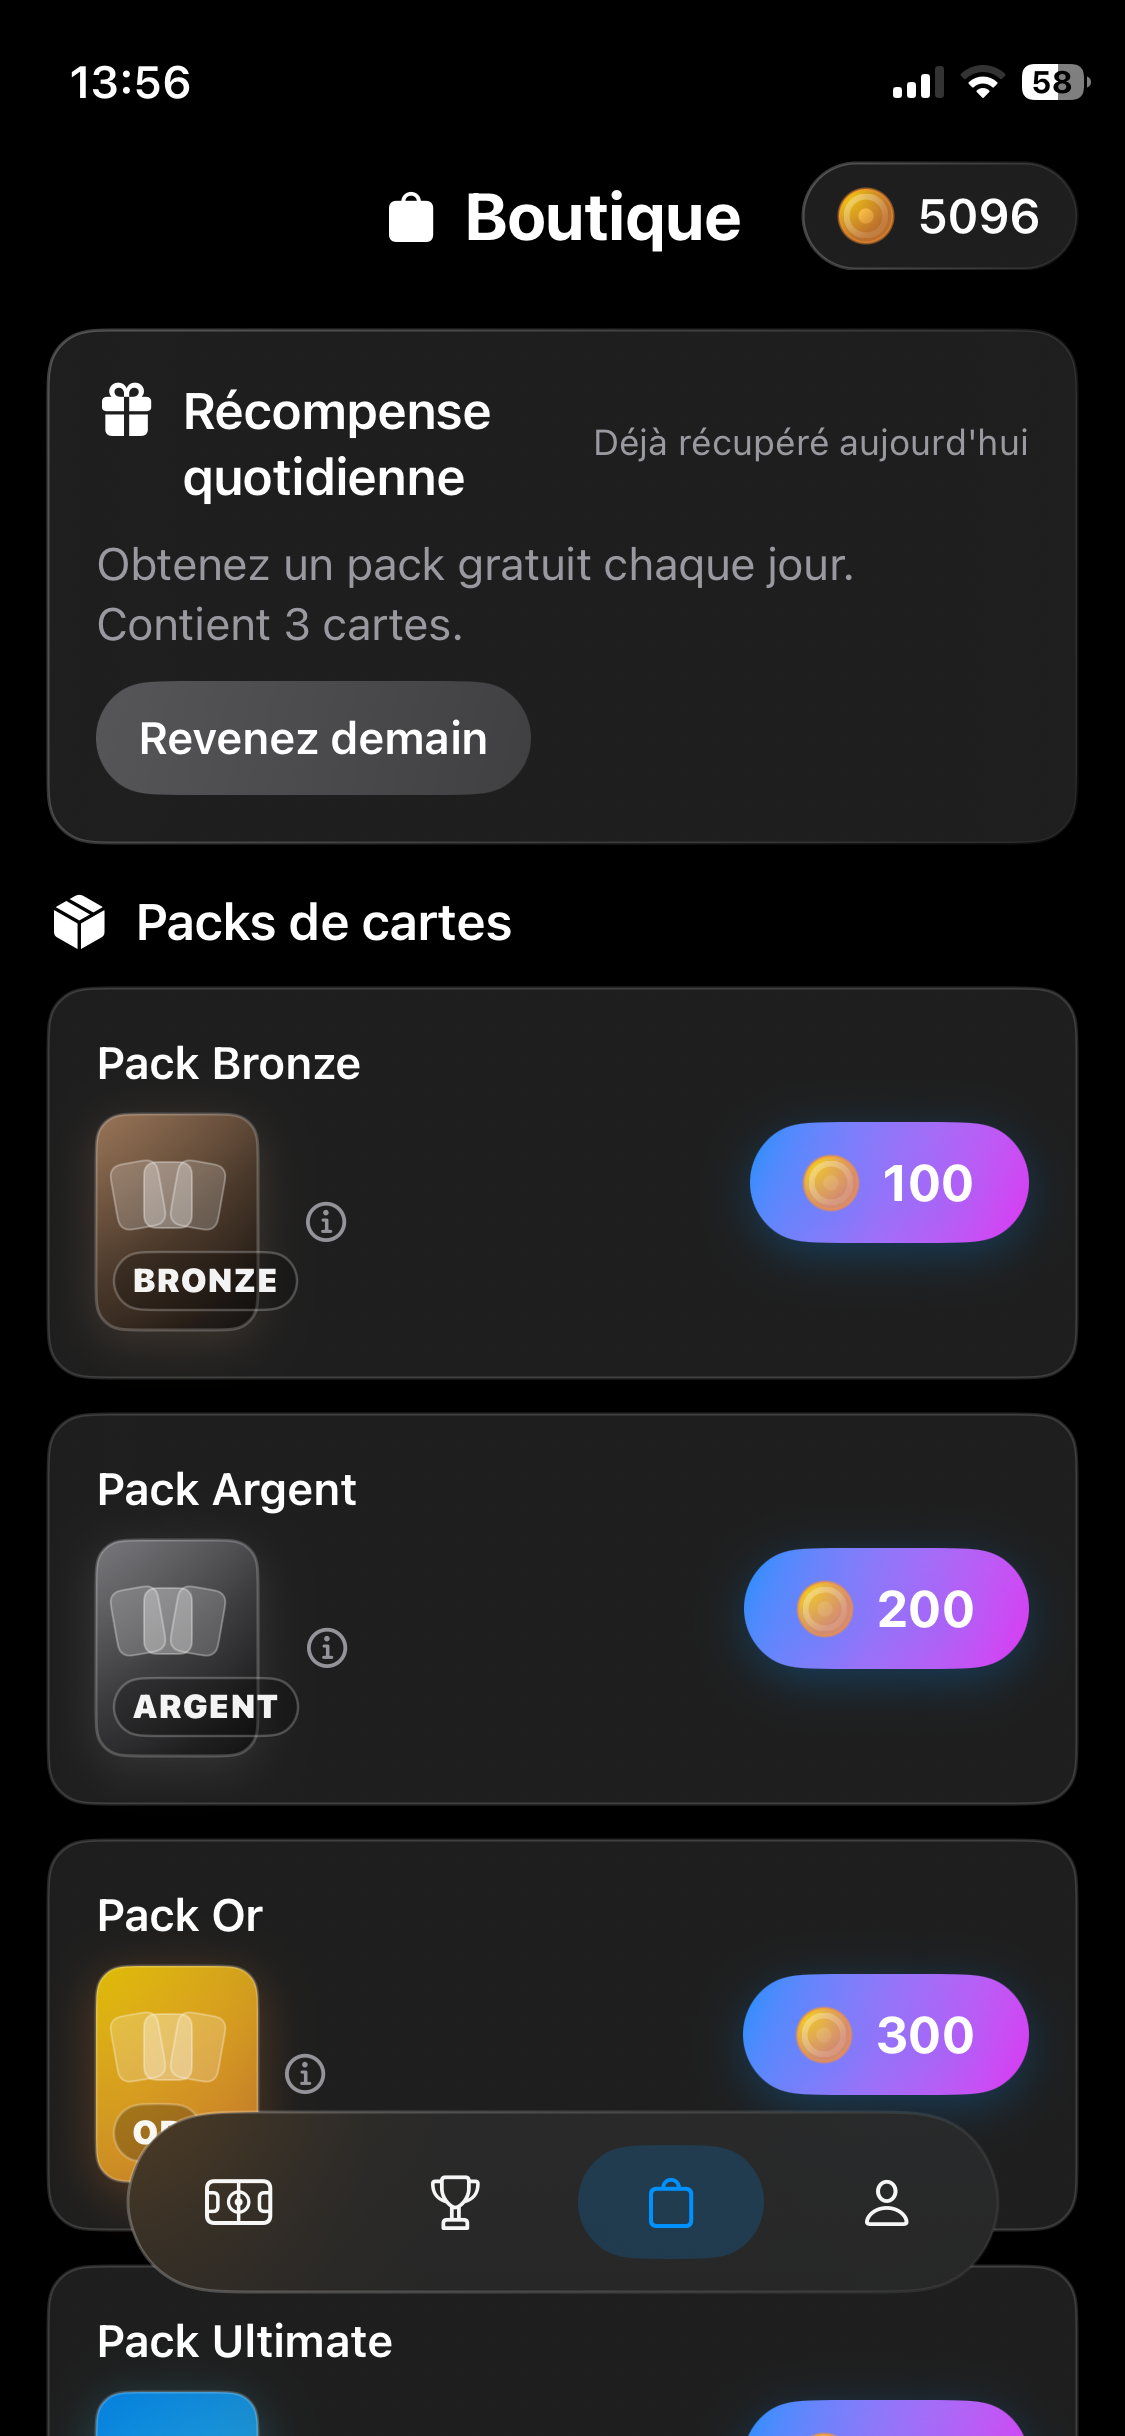 13:56
58
Boutique
5096
Récompense
quotidienne
Déjà récupéré aujourd'hui
Obtenez un pack gratuit chaque jour.
Contient 3 cartes.
Revenez demain
Packs de cartes
Pack Bronze
100
BRONZE
Pack Argent
200
ARGENT
Pack Or
300
Pack Ultimate